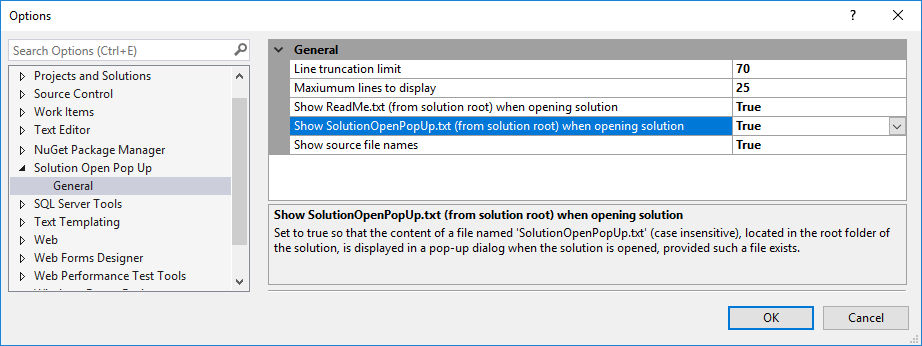 Options
Search Options (Ctrl+E)
Projects and Solutions
Source Control
Work Items
Text Editor
NuGet Package Manager
Solution Open Pop Up
General
SQL Server Tools
Text Templating
Web
Web Forms Designer
Web Performance Test Tools
General
Line truncation limit 70
Maxiumum lines to display 25
Show ReadMe.txt (from solution root) when opening solution True
Show SolutionOpenPopUp.txt (from solution root) when opening solution True
Show source file names True
Show SolutionOpenPopUp.txt (from solution root) when opening solution
Set to true so that the content of a file named 'SolutionOpenPopUp.txt' (case insensitive), located in the root folder of
the solution, is displayed in a pop-up dialog when the solution is opened, provided such a file exists.
OK Cancel